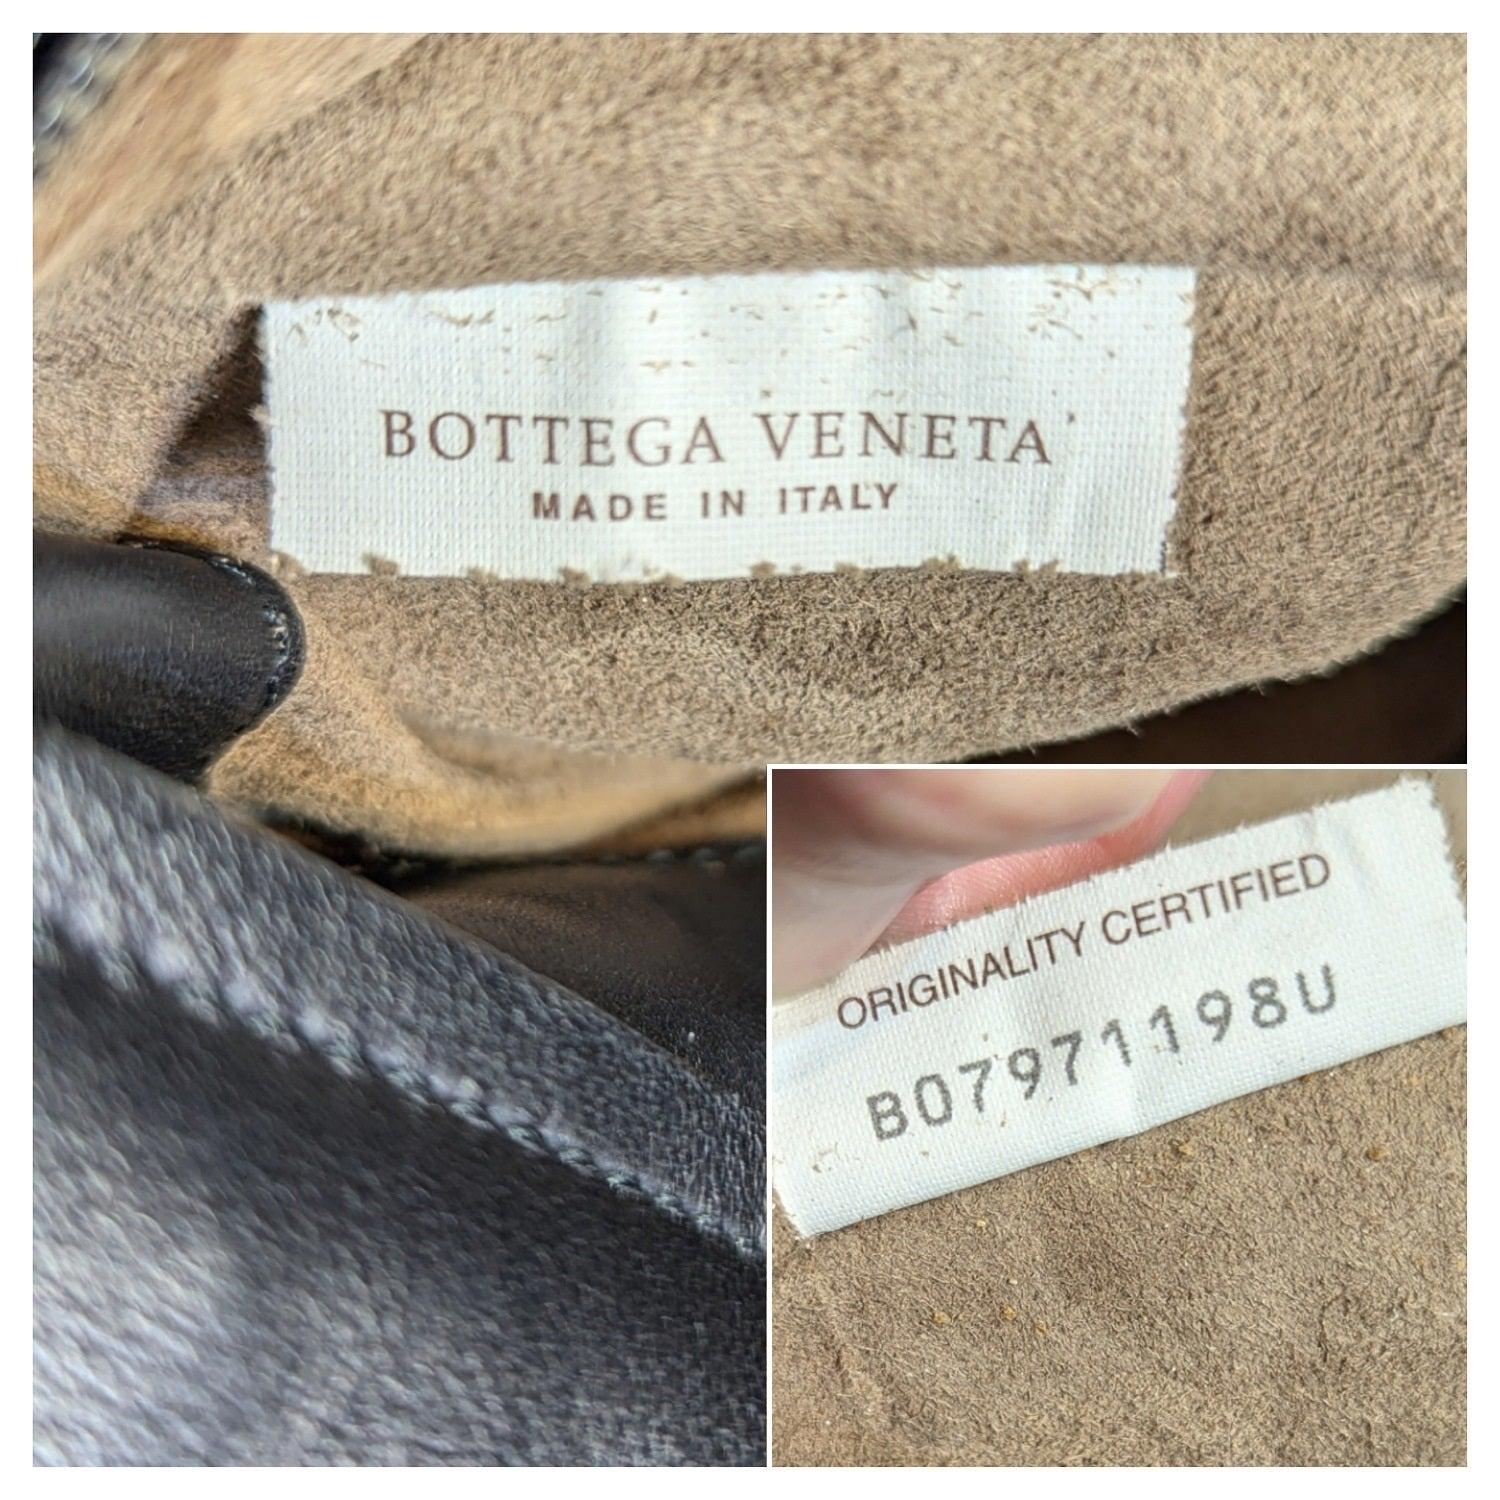 BOTTEGA VENETA
MADE IN ITALY
ORIGINALITY CERTIFIED
B07971198U